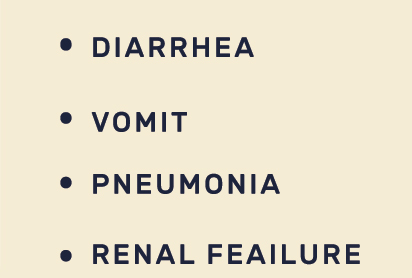 • DIARRHEA
• VOMIT
• PNEUMONIA
• RENAL FEAILURE